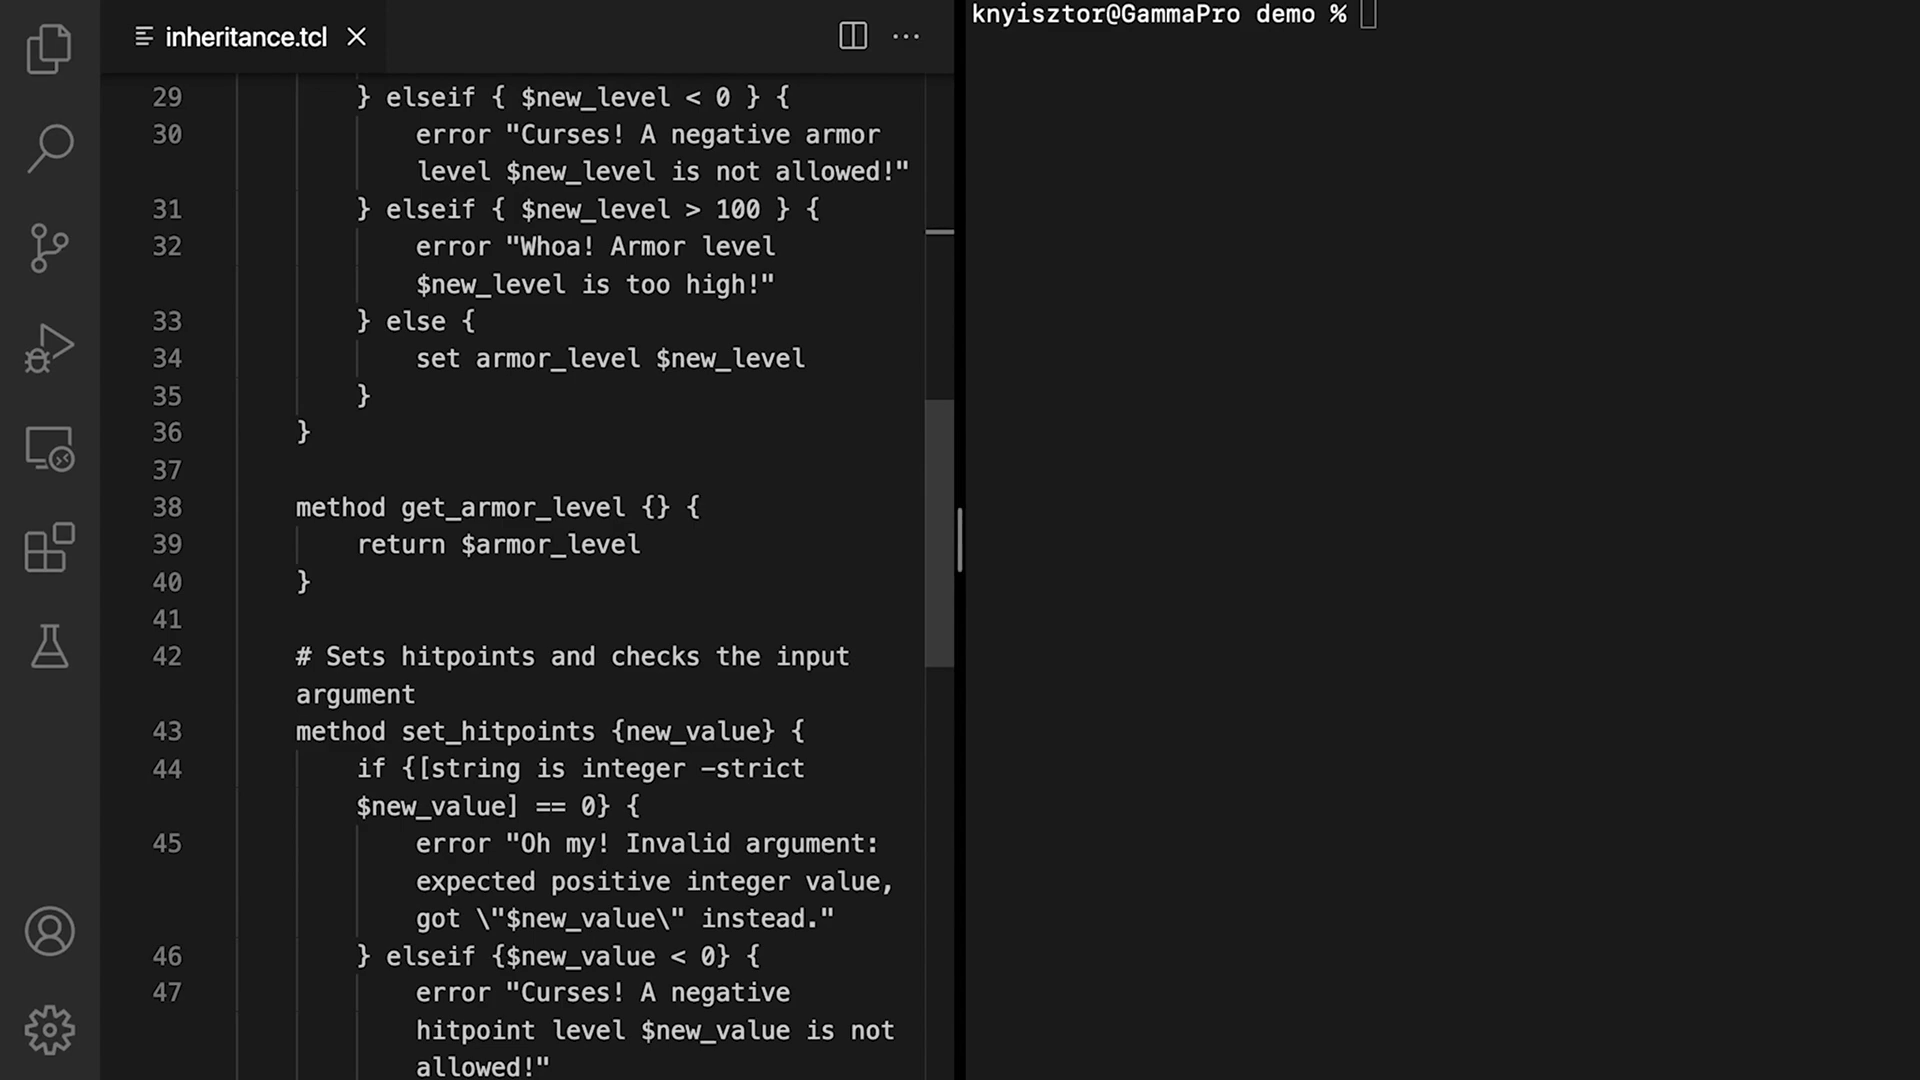 inheritance.tcl
knyisztor@GammaPro demo %
29 } elseif { $new_level < 0 } {
30 error "Curses! A negative armor
level $new_level is not allowed!"
31 } elseif { $new_level > 100 } {
32 error "Whoa! Armor level
$new_level is too high!"
33 } else {
34 set armor_level $new_level
35 }
36 }
37
38 method get_armor_level {} {
39 return $armor_level
40 }
41
42 # Sets hitpoints and checks the input
argument
43 method set_hitpoints {new_value} {
44 if {[string is integer -strict
$new_value] == 0} {
45 error "Oh my! Invalid argument:
expected positive integer value,
got \"$new_value\" instead."
46 } elseif {$new_value < 0} {
47 error "Curses! A negative
hitpoint level $new_value is not
allowed!"